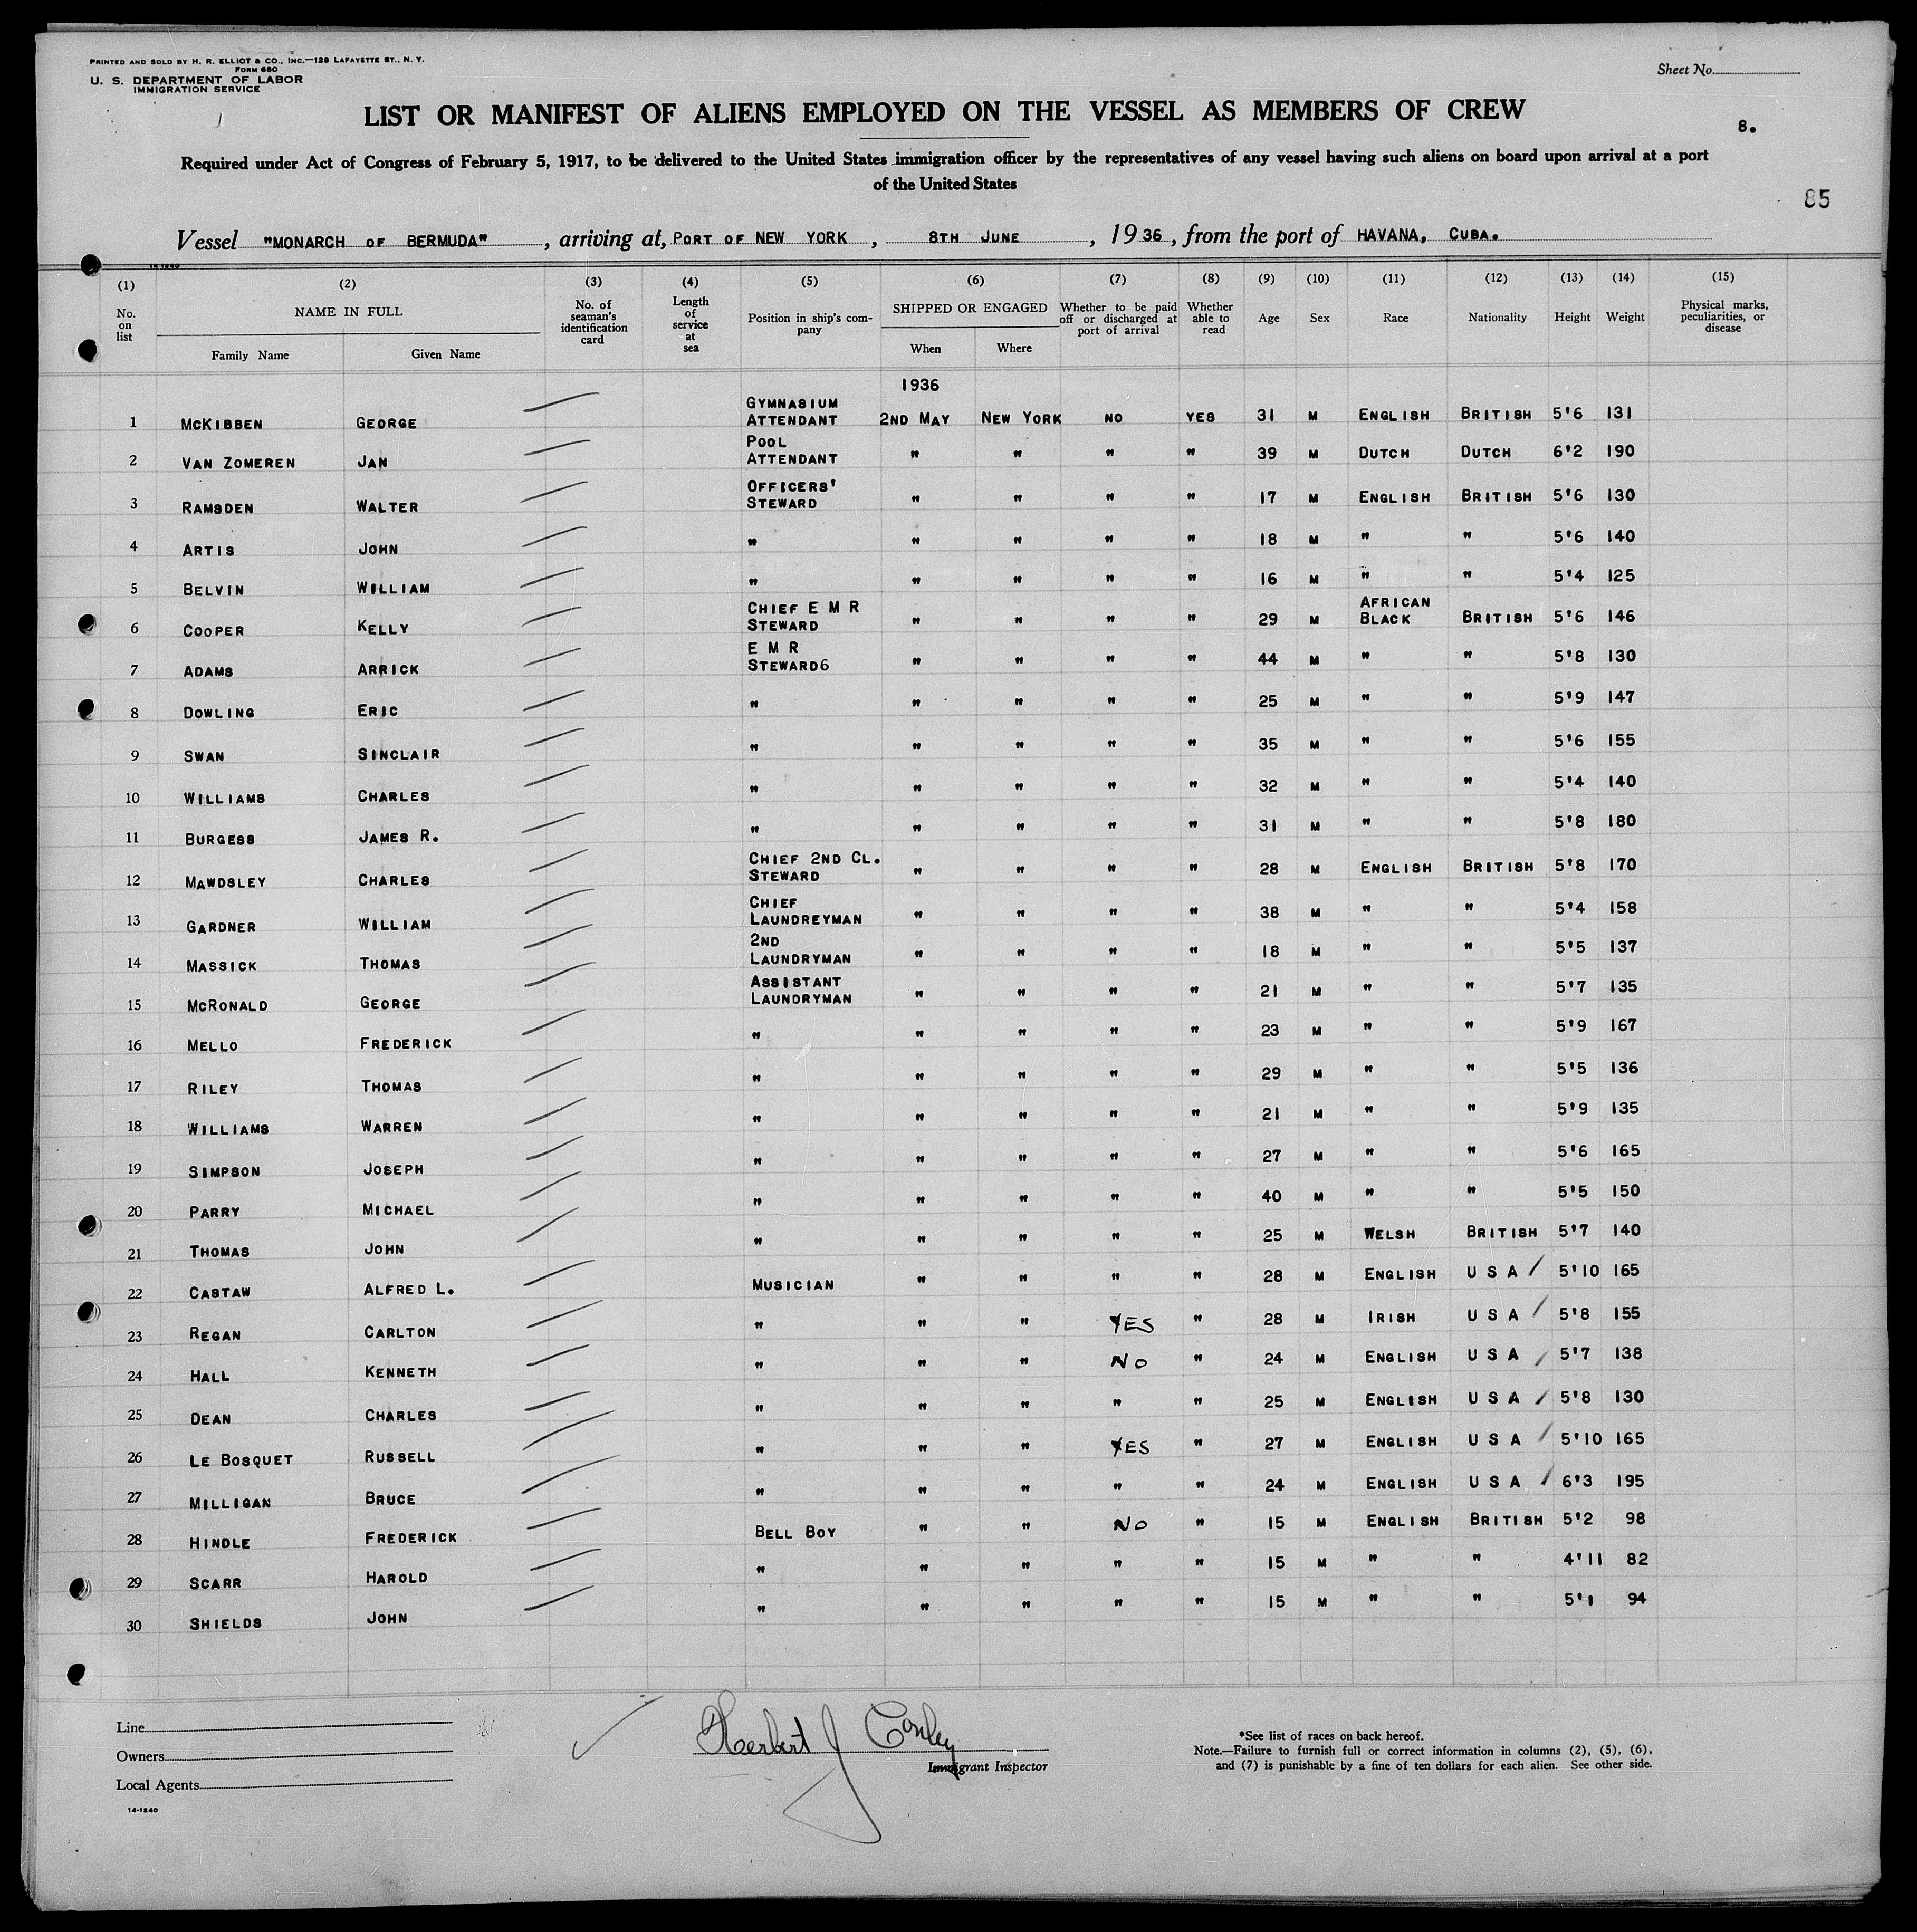 PRINTED AND SOLD BY H. R. ELLIOT & CO., INC.—129 LAFAYETTE ST., N. Y.
FORM 680
U. S. DEPARTMENT OF LABOR
IMMIGRATION SERVICE
Sheet No.
LIST OR MANIFEST OF ALIENS EMPLOYED ON THE VESSEL AS MEMBERS OF CREW
8.
Required under Act of Congress of February 5, 1917, to be delivered to the United States immigration officer by the representatives of any vessel having such aliens on board upon arrival at a port
of the United States
85
Vessel "MONARCH OF BERMUDA", arriving at, PORT OF NEW YORK, 8TH JUNE, 1936, from the port of HAVANA, CUBA.
14-1240
(1) (2) (3) (4) (5) (6) (7) (8) (9) (10) (11) (12) (13) (14) (15)
No. on list NAME IN FULL Family Name Given Name No. of seaman's identification card Length of service at sea Position in ship's company SHIPPED OR ENGAGED When Where Whether to be paid off or discharged at port of arrival Whether able to read Age Sex Race Nationality Height Weight Physical marks, peculiarities, or disease
1936
1 MCKIBBEN GEORGE GYMNASIUM ATTENDANT 2ND MAY NEW YORK NO YES 31 M ENGLISH BRITISH 5'6 131
2 VAN ZOMEREN JAN POOL ATTENDANT " " " " 39 M DUTCH DUTCH 6'2 190
3 RAMSDEN WALTER OFFICERS' STEWARD " " " " 17 M ENGLISH BRITISH 5'6 130
4 ARTIS JOHN " " " " " 18 M " " 5'6 140
5 BELVIN WILLIAM " " " " " 16 M " " 5'4 125
6 COOPER KELLY CHIEF E M R STEWARD " " " " 29 M AFRICAN BLACK BRITISH 5'6 146
7 ADAMS ARRICK E M R STEWARD6 " " " " 44 M " " 5'8 130
8 DOWLING ERIC " " " " " 25 M " " 5'9 147
9 SWAN SINCLAIR " " " " " 35 M " " 5'6 155
10 WILLIAMS CHARLES " " " " " 32 M " " 5'4 140
11 BURGESS JAMES R. " " " " " 31 M " " 5'8 180
12 MAWDSLEY CHARLES CHIEF 2ND CL. STEWARD " " " " 28 M ENGLISH BRITISH 5'8 170
13 GARDNER WILLIAM CHIEF LAUNDREYMAN " " " " 38 M " " 5'4 158
14 MASSICK THOMAS 2ND LAUNDRYMAN " " " " 18 M " " 5'5 137
15 MCRONALD GEORGE ASSISTANT LAUNDRYMAN " " " " 21 M " " 5'7 135
16 MELLO FREDERICK " " " " " 23 M " " 5'9 167
17 RILEY THOMAS " " " " " 29 M " " 5'5 136
18 WILLIAMS WARREN " " " " " 21 M " " 5'9 135
19 SIMPSON JOSEPH " " " " " 27 M " " 5'6 165
20 PARRY MICHAEL " " " " " 40 M " " 5'5 150
21 THOMAS JOHN " " " " " 25 M WELSH BRITISH 5'7 140
22 CASTAW ALFRED L. MUSICIAN " " " " 28 M ENGLISH U S A 5'10 165
23 REGAN CARLTON " " " YES " 28 M IRISH U S A 5'8 155
24 HALL KENNETH " " " NO " 24 M ENGLISH U S A 5'7 138
25 DEAN CHARLES " " " " " 25 M ENGLISH U S A 5'8 130
26 LE BOSQUET RUSSELL " " " YES " 27 M ENGLISH U S A 5'10 165
27 MILLIGAN BRUCE " " " " " 24 M ENGLISH U S A 6'3 195
28 HINDLE FREDERICK BELL BOY " " NO " 15 M ENGLISH BRITISH 5'2 98
29 SCARR HAROLD " " " " " 15 M " " 4'11 82
30 SHIELDS JOHN " " " " " 15 M " " 5'1 94
Line
Owners
Local Agents
14-1240
Herbert J Conley
Immigrant Inspector
*See list of races on back hereof.
Note.—Failure to furnish full or correct information in columns (2), (5), (6),
and (7) is punishable by a fine of ten dollars for each alien. See other side.